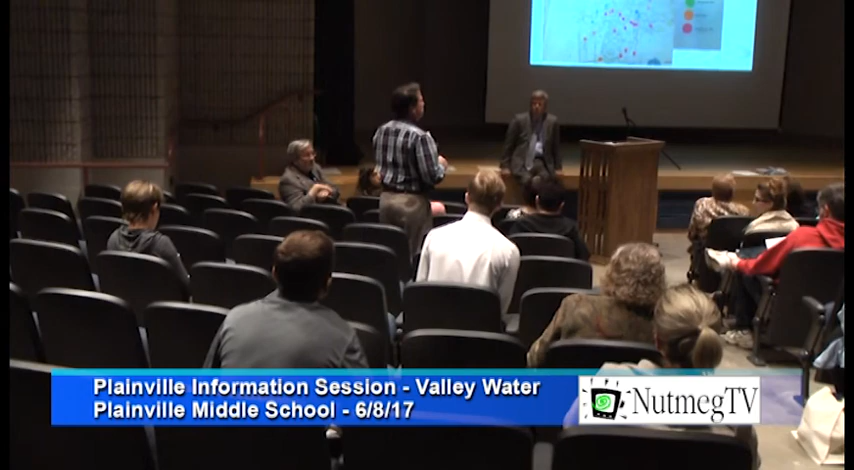 Plainville Information Session - Valley Water
Plainville Middle School - 6/8/17
NutmegTV